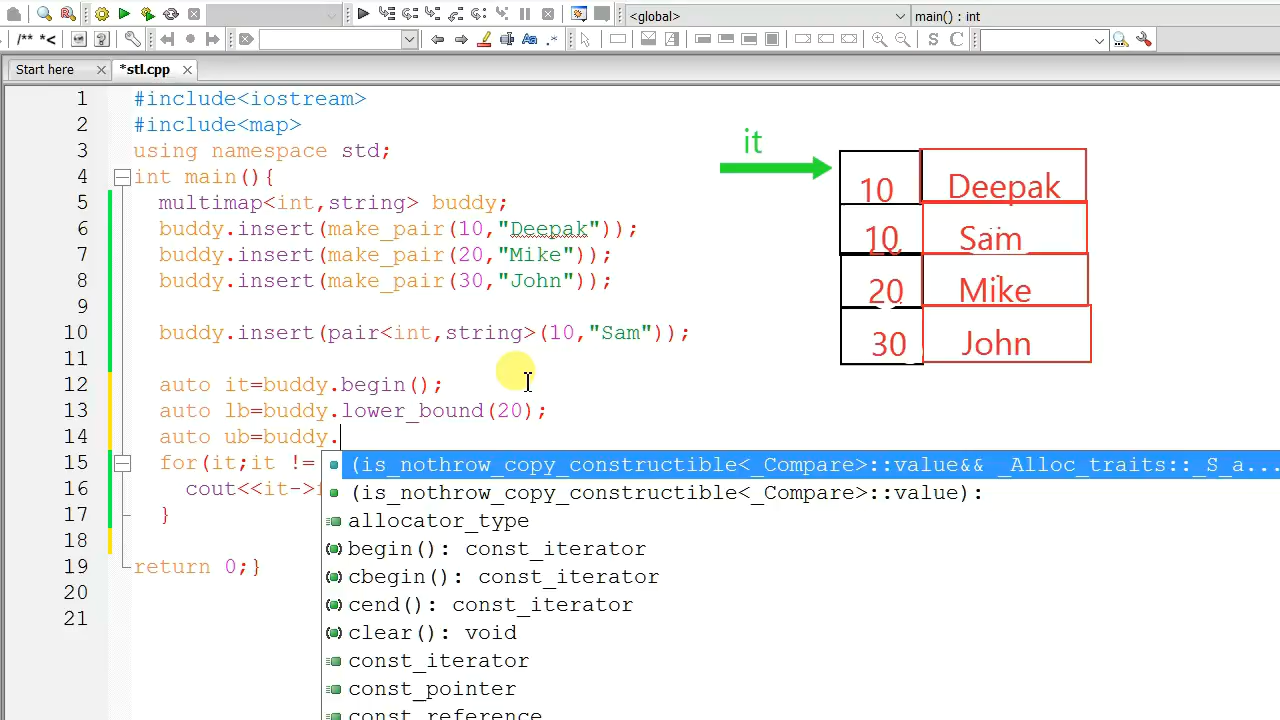 <global>
main() : int
/** *<
Aa
.*
S C
Start here
*stl.cpp
1 #include<iostream>
2 #include<map>
3 using namespace std;
4 int main(){
5 multimap<int,string> buddy;
6 buddy.insert(make_pair(10,"Deepak"));
7 buddy.insert(make_pair(20,"Mike"));
8 buddy.insert(make_pair(30,"John"));
9
10 buddy.insert(pair<int,string>(10,"Sam"));
11
12 auto it=buddy.begin();
13 auto lb=buddy.lower_bound(20);
14 auto ub=buddy.
15 for(it;it !=
16 cout<<it->
17 }
18
19 return 0;}
20
21
(is_nothrow_copy_constructible<_Compare>::value&& _Alloc_traits::_S_a...
(is_nothrow_copy_constructible<_Compare>::value):
allocator_type
begin(): const_iterator
cbegin(): const_iterator
cend(): const_iterator
clear(): void
const_iterator
const_pointer
const_reference
it
10 Deepak
10 Sam
20 Mike
30 John